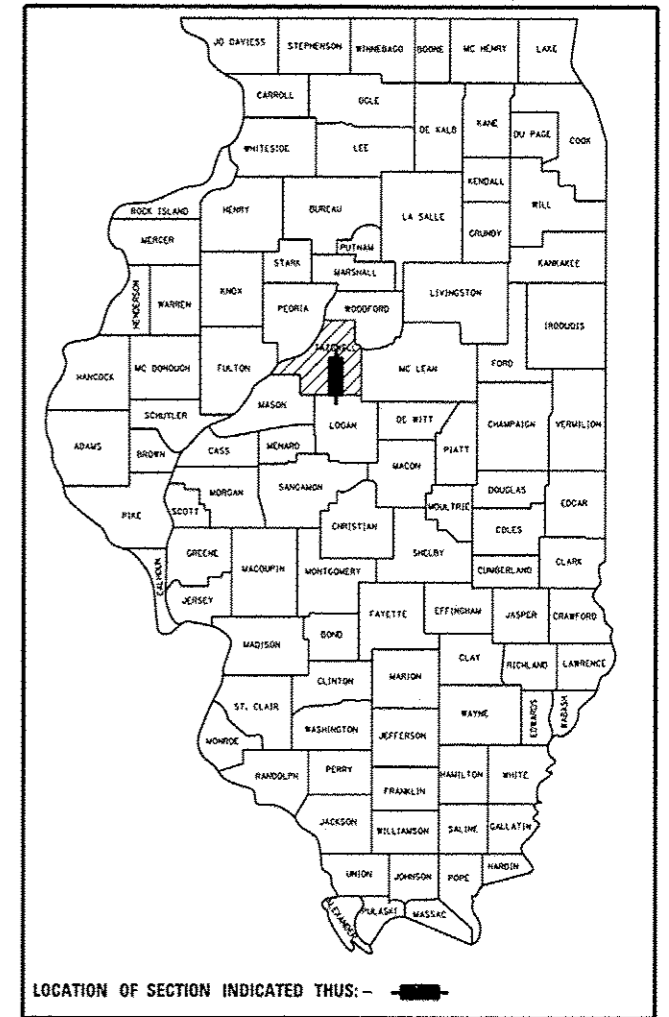 JO DAVIESS STEPHENSON WINNEBAGO BOONE MC HENRY LAKE
CARROLL OGLE DE KALB KANE DU PAGE COOK
WHITESIDE LEE KENDALL WILL
ROCK ISLAND HENRY BUREAU LA SALLE GRUNDY
MERCER PUTNAM KANKAKEE
HENDERSON WARREN KNOX STARK MARSHALL
PEORIA WOODFORD LIVINGSTON IROQUOIS
TAZEWELL
HANCOCK MC DONOUGH FULTON MC LEAN FORD
MASON
SCHUYLER LOGAN DE WITT CHAMPAIGN VERMILION
ADAMS BROWN CASS MENARD PIATT
MACON
MORGAN SANGAMON DOUGLAS EDGAR
PIKE SCOTT CHRISTIAN MOULTRIE COLES
GREENE SHELBY
CALHOUN MACOUPIN MONTGOMERY CUMBERLAND CLARK
JERSEY FAYETTE EFFINGHAM JASPER CRAWFORD
MADISON BOND
CLAY RICHLAND LAWRENCE
CLINTON MARION
ST. CLAIR WAYNE EDWARDS WABASH
MONROE WASHINGTON JEFFERSON
RANDOLPH PERRY HAMILTON WHITE
FRANKLIN
JACKSON WILLIAMSON SALINE GALLATIN
UNION JOHNSON POPE HARDIN
ALEXANDER PULASKI MASSAC
LOCATION OF SECTION INDICATED THUS: -